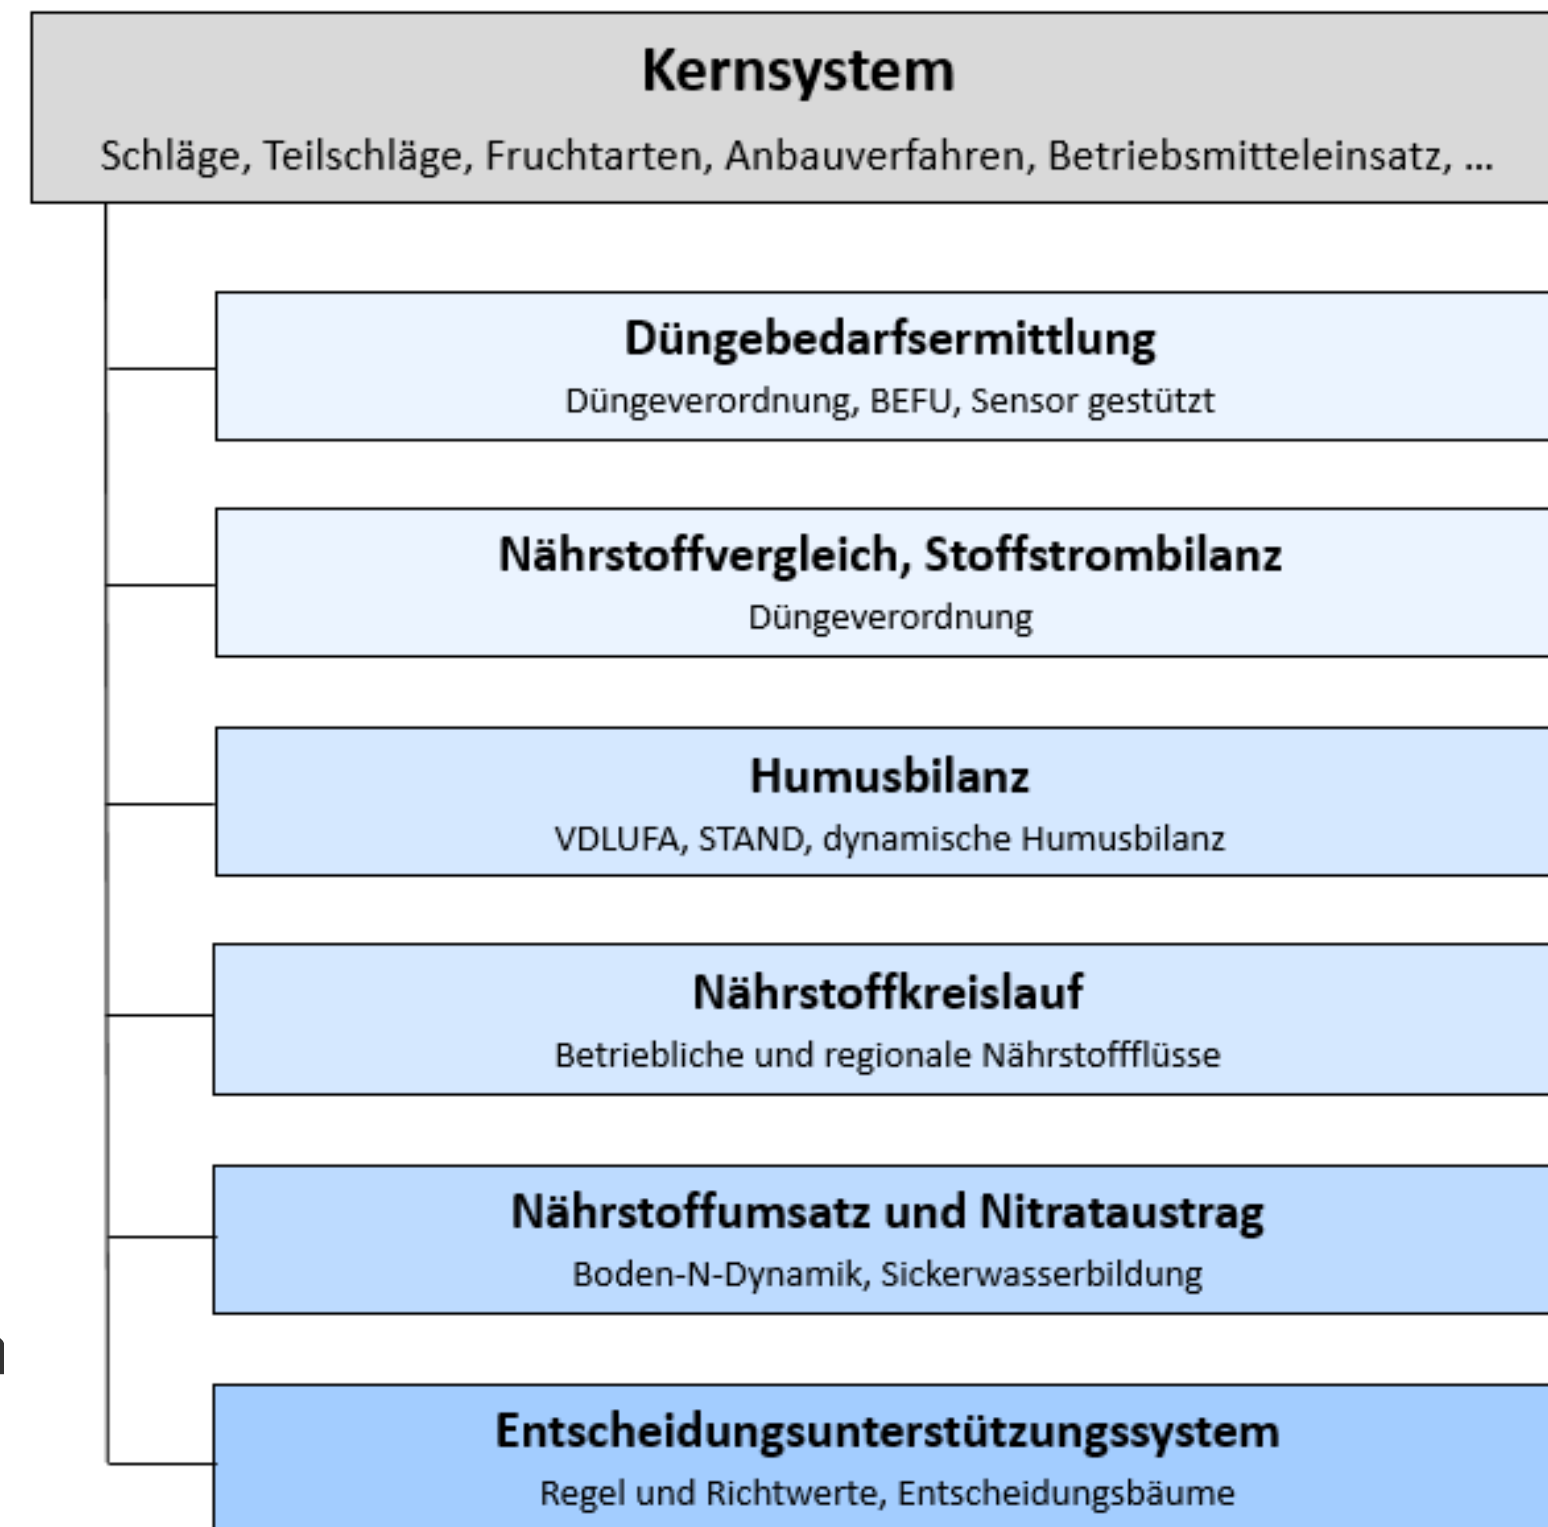 Kernsystem
Schläge, Teilschläge, Fruchtarten, Anbauverfahren, Betriebsmitteleinsatz, ...
Düngebedarfsermittlung
Düngeverordnung, BEFU, Sensor gestützt
Nährstoffvergleich, Stoffstrombilanz
Düngeverordnung
Humusbilanz
VDLUFA, STAND, dynamische Humusbilanz
Nährstoffkreislauf
Betriebliche und regionale Nährstoffflüsse
Nährstoffumsatz und Nitrataustrag
Boden-N-Dynamik, Sickerwasserbildung
Entscheidungsunterstützungssystem
Regel und Richtwerte, Entscheidungsbäume